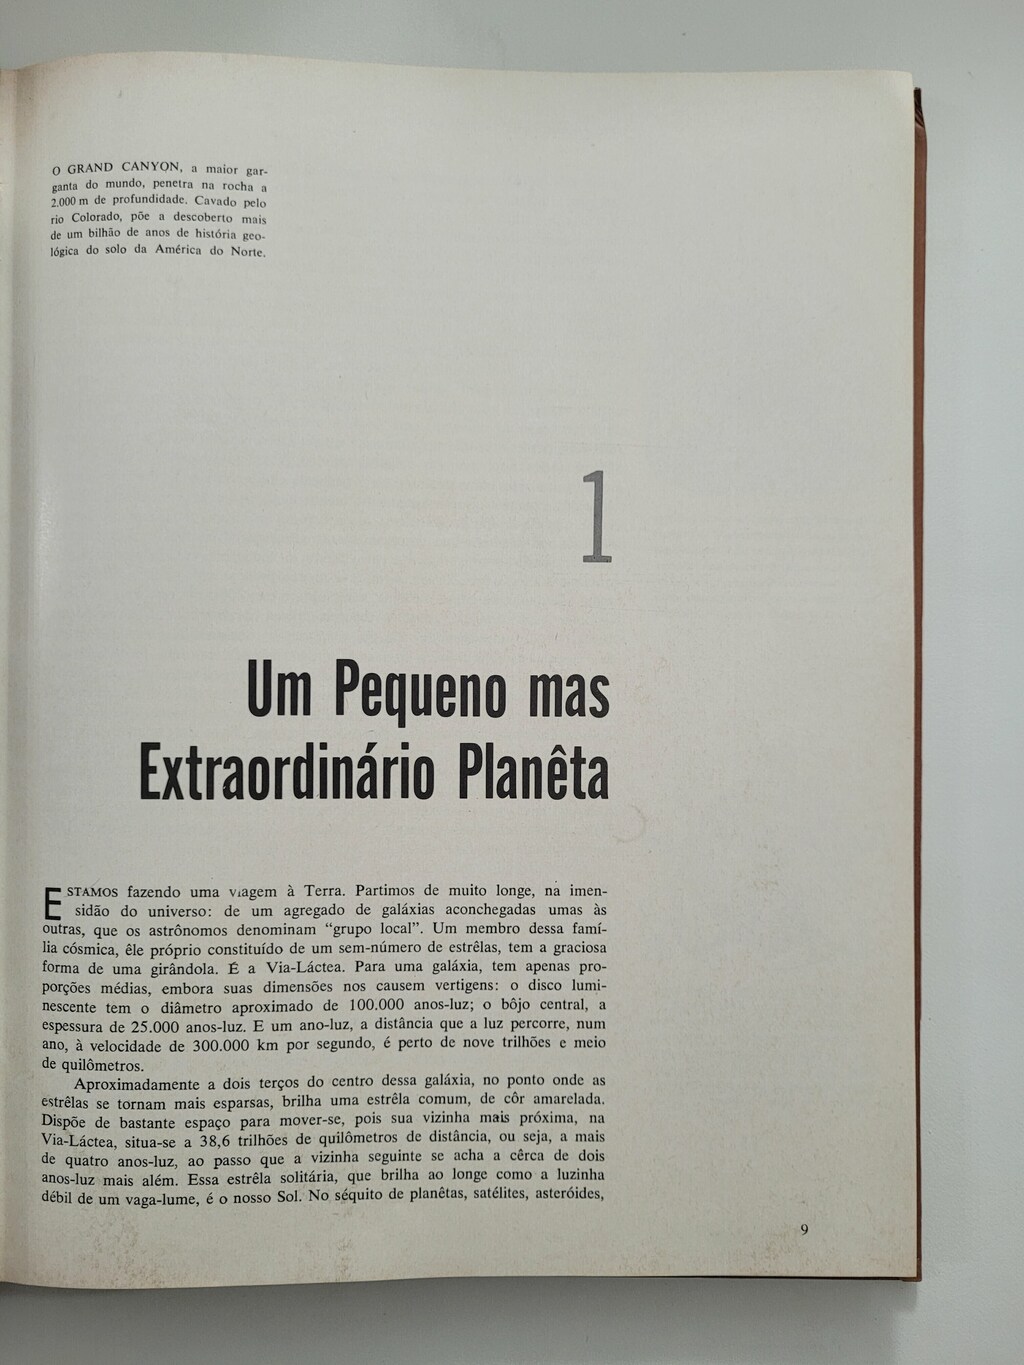 O GRAND CANYON, a maior gar-
ganta do mundo, penetra na rocha a
2.000 m de profundidade. Cavado pelo
rio Colorado, põe a descoberto mais
de um bilhão de anos de história geo-
lógica do solo da América do Norte.
1
Um Pequeno mas
Extraordinário Planêta
ESTAMOS fazendo uma viagem à Terra. Partimos de muito longe, na imen-
sidão do universo: de um agregado de galáxias aconchegadas umas às
outras, que os astrônomos denominam “grupo local”. Um membro dessa famí-
lia cósmica, êle próprio constituído de um sem-número de estrêlas, tem a graciosa
forma de uma girândola. É a Via-Láctea. Para uma galáxia, tem apenas pro-
porções médias, embora suas dimensões nos causem vertigens: o disco lumi-
nescente tem o diâmetro aproximado de 100.000 anos-luz; o bôjo central, a
espessura de 25.000 anos-luz. E um ano-luz, a distância que a luz percorre, num
ano, à velocidade de 300.000 km por segundo, é perto de nove trilhões e meio
de quilômetros.
Aproximadamente a dois terços do centro dessa galáxia, no ponto onde as
estrêlas se tornam mais esparsas, brilha uma estrêla comum, de côr amarelada.
Dispõe de bastante espaço para mover-se, pois sua vizinha mais próxima, na
Via-Láctea, situa-se a 38,6 trilhões de quilômetros de distância, ou seja, a mais
de quatro anos-luz, ao passo que a vizinha seguinte se acha a cêrca de dois
anos-luz mais além. Essa estrêla solitária, que brilha ao longe como a luzinha
débil de um vaga-lume, é o nosso Sol. No séquito de planêtas, satélites, asteróides,
9